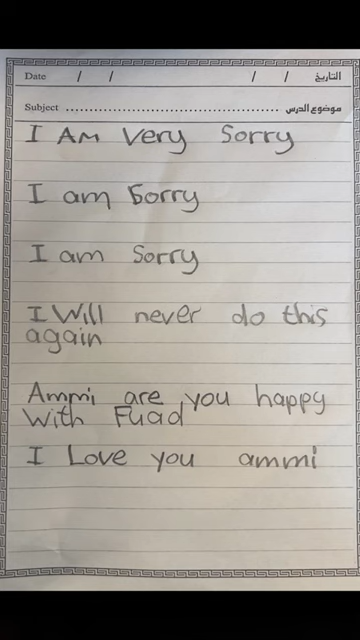 Date / / / / التاريخ
Subject ........................................ موضوع الدرس
I AM Very Sorry
I am Sorry
I am Sorry
I Will never do this
again
Ammi are you happy
With Fuad
I Love you ammi